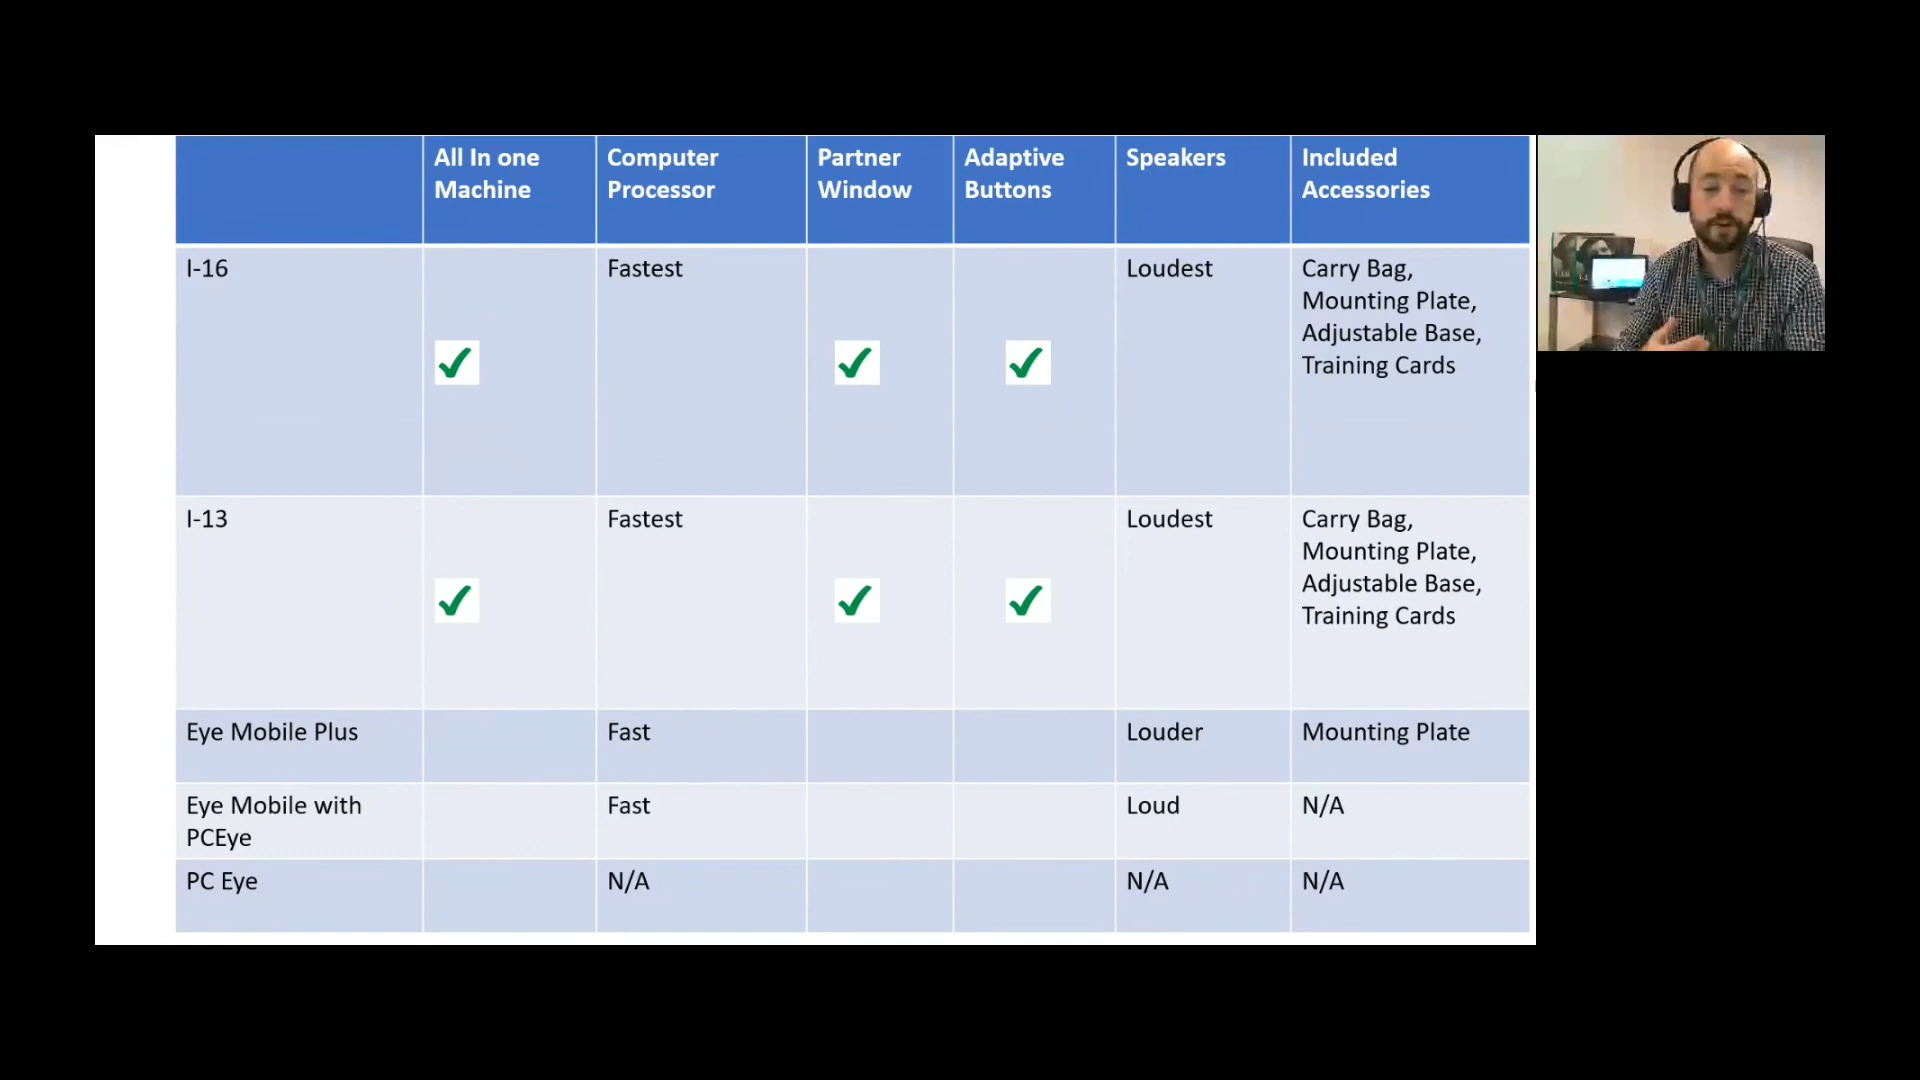 All In one
Machine
Computer
Processor
Partner
Window
Adaptive
Buttons
Speakers
Included
Accessories
I-16
Fastest
Loudest
Carry Bag,
Mounting Plate,
Adjustable Base,
Training Cards
I-13
Fastest
Loudest
Carry Bag,
Mounting Plate,
Adjustable Base,
Training Cards
Eye Mobile Plus
Fast
Louder
Mounting Plate
Eye Mobile with
PCEye
Fast
Loud
N/A
PC Eye
N/A
N/A
N/A